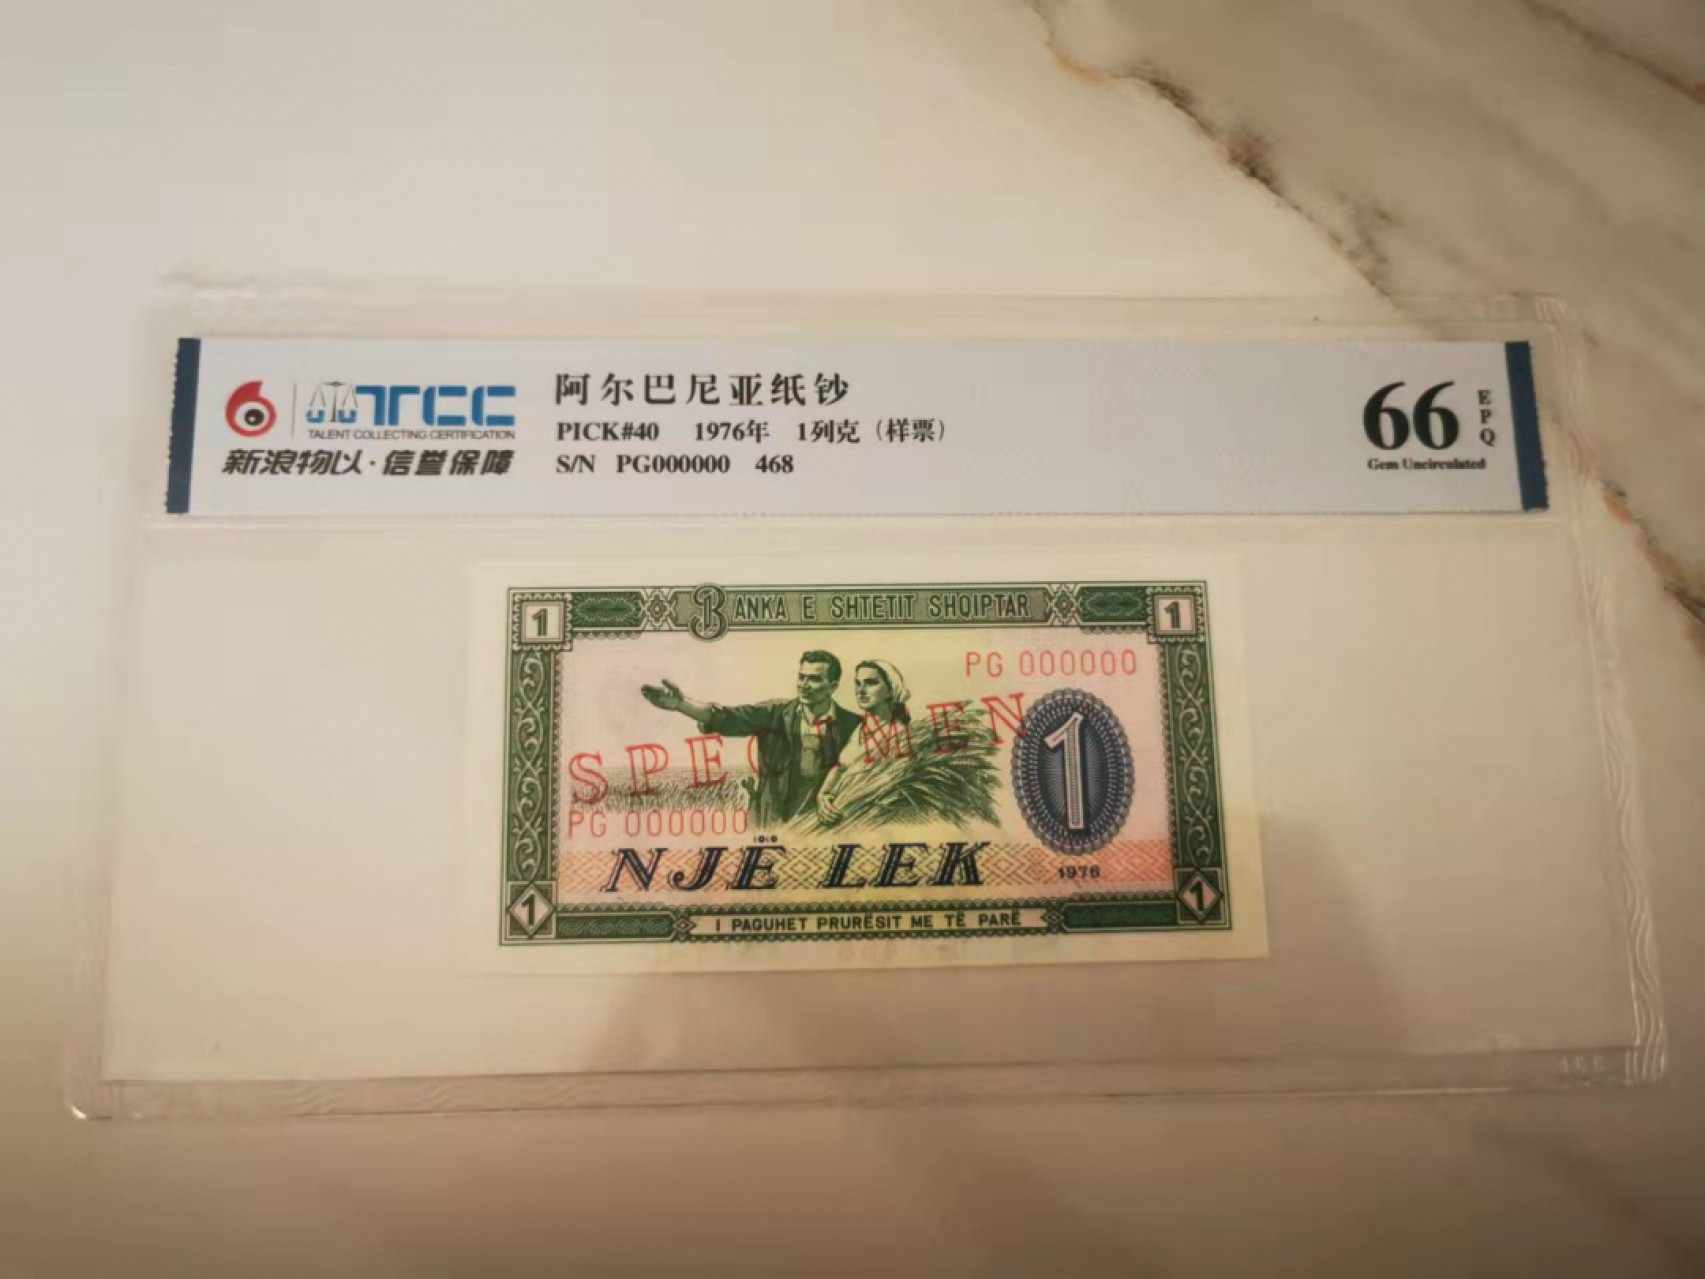 TCC
TALENT COLLECTING CERTIFICATION
新浪物以·信誉保障
阿尔巴尼亚纸钞
PICK#40 1976年 1列克（样票）
S/N PG000000 468
66 EPQ
Gem Uncirculated
1 BANKA E SHTETIT SHQIPTAR 1
PG 000000
SPECIMEN
1
PG 000000
NJË LEK 1976
1 I PAGUHET PRURËSIT ME TË PARË 1